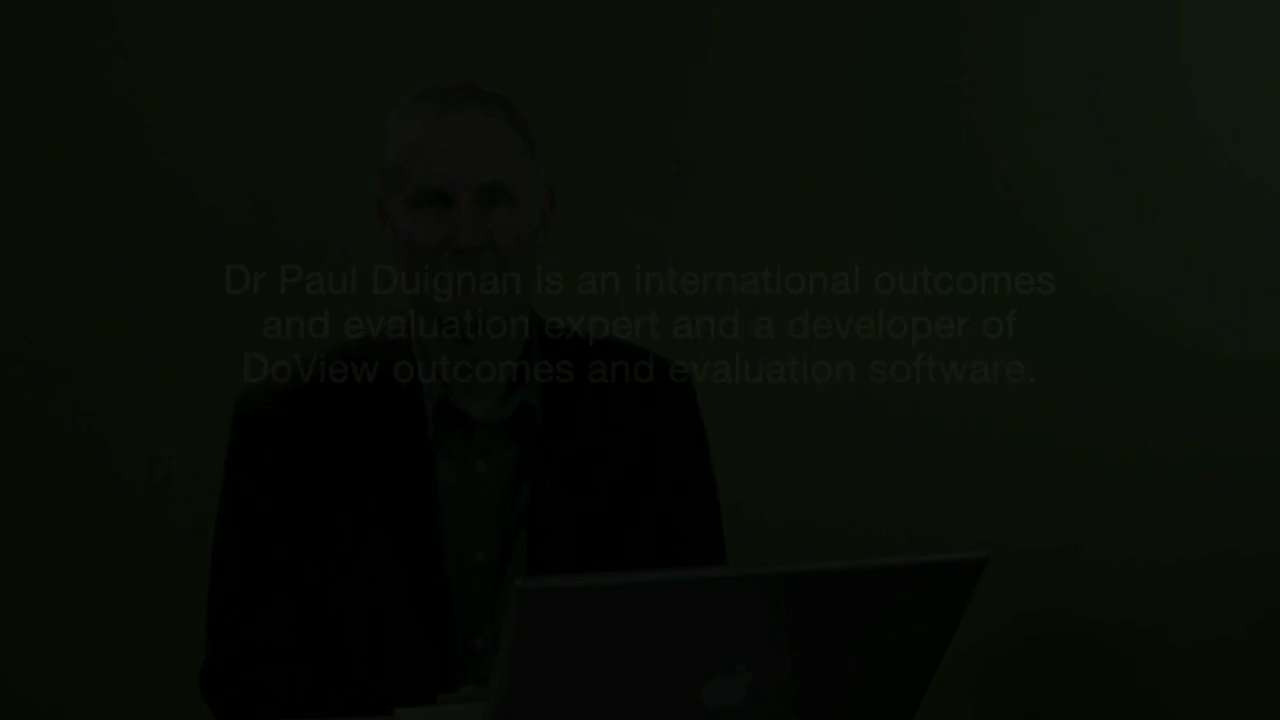 Dr Paul Duignan is an international outcomes
and evaluation expert and a developer of
DoView outcomes and evaluation software.